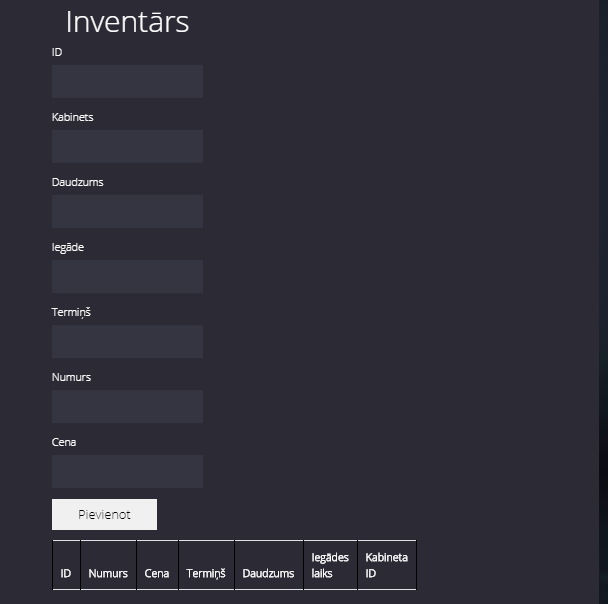 Inventārs
ID
Kabinets
Daudzums
Iegāde
Termiņš
Numurs
Cena
Pievienot
ID Numurs Cena Termiņš Daudzums Iegādes laiks Kabineta ID